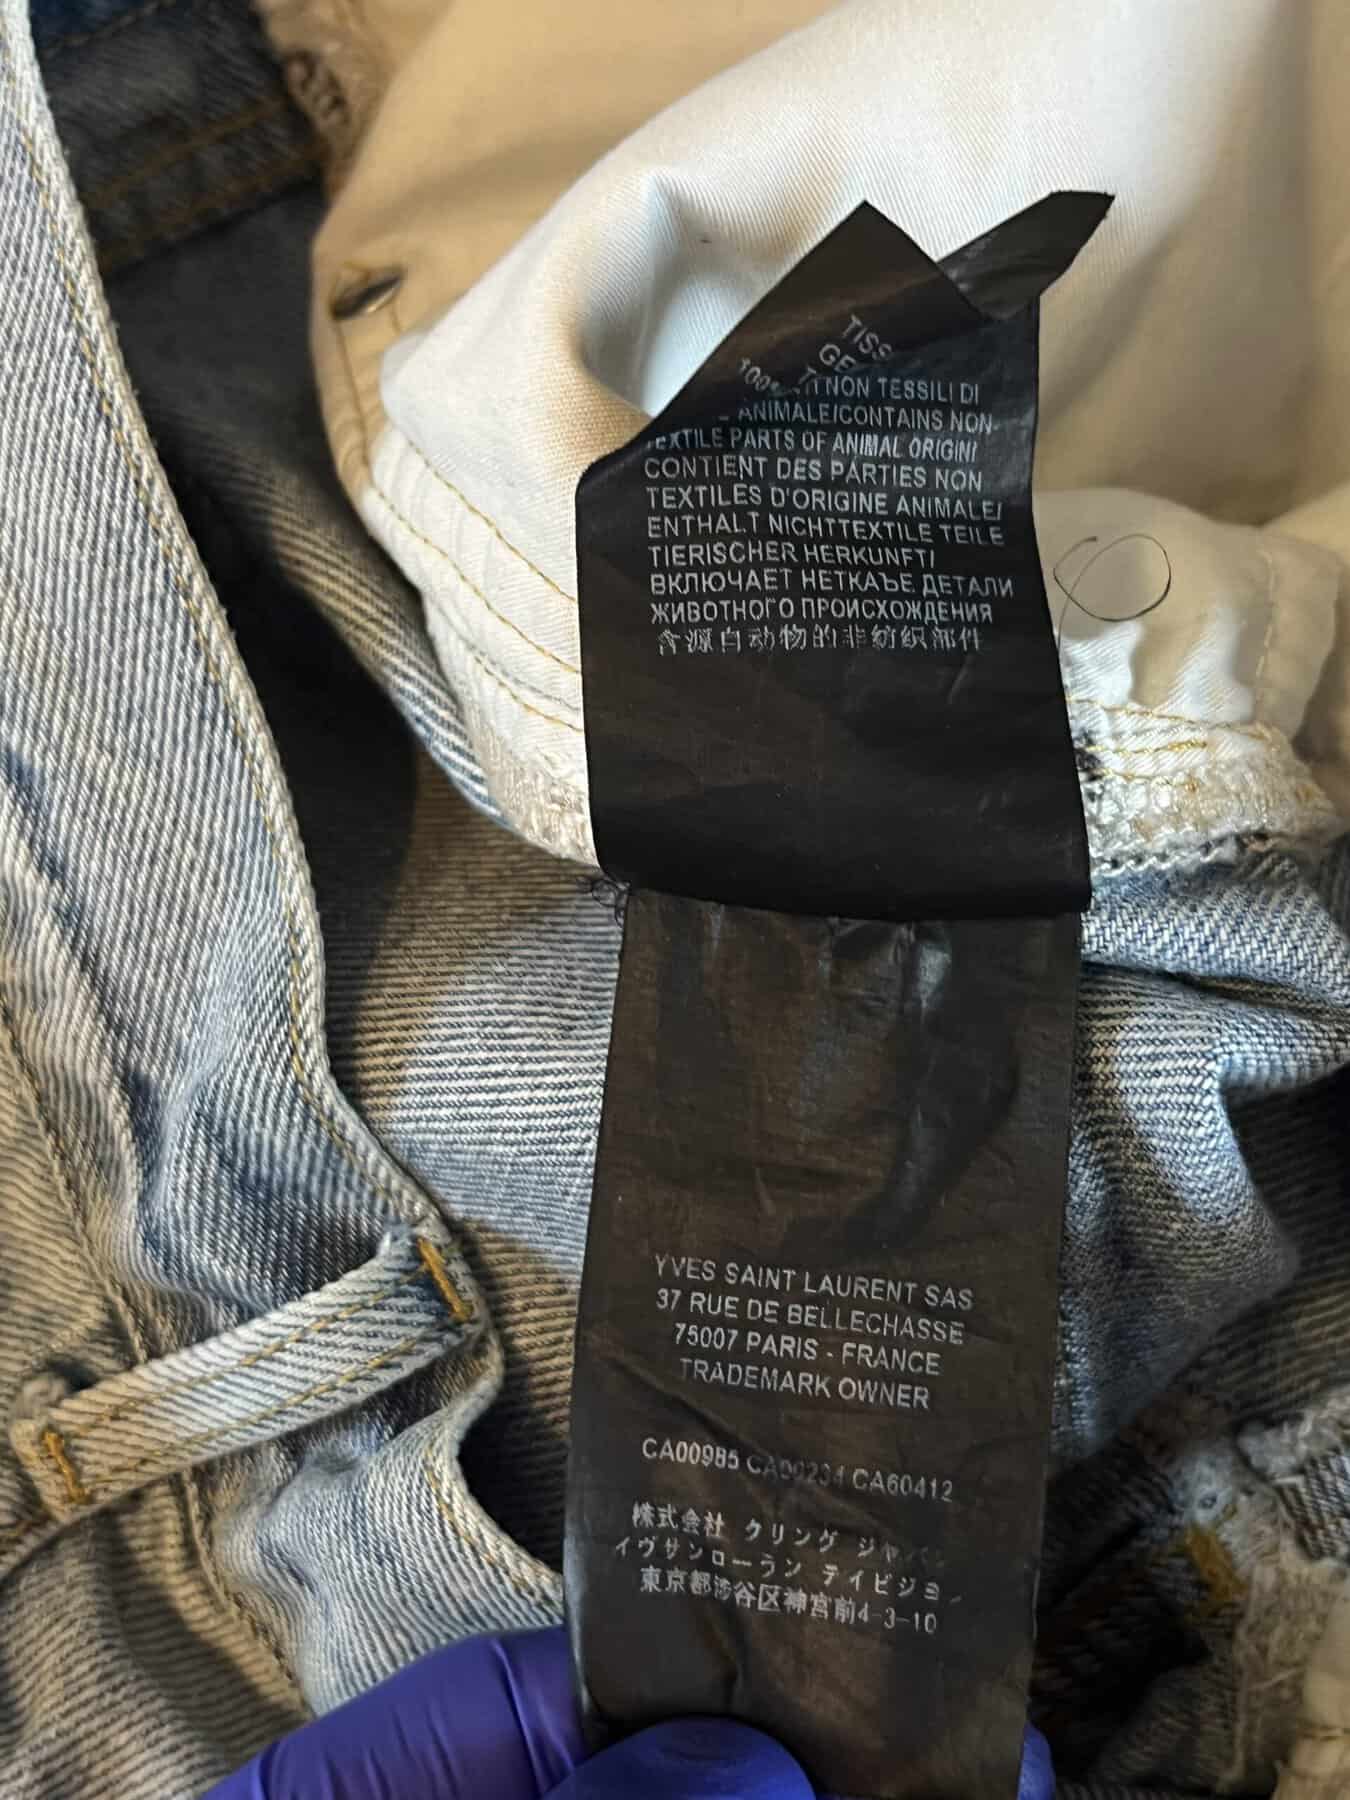 TISS
GE
100%
NON TESSILI DI
ANIMALE/CONTAINS NON-
TEXTILE PARTS OF ANIMAL ORIGIN/
CONTIENT DES PARTIES NON
TEXTILES D'ORIGINE ANIMALE/
ENTHALT NICHTTEXTILE TEILE
TIERISCHER HERKUNFT/
ВКЛЮЧАЕТ НЕТКАЪЕ ДЕТАЛИ
ЖИВОТНОГО ПРОИСХОЖДЕНИЯ
含源自动物的非纺织部件
YVES SAINT LAURENT SAS
37 RUE DE BELLECHASSE
75007 PARIS - FRANCE
TRADEMARK OWNER
CA00985 CA00234 CA60412
株式会社 ケリング ジャパン
イヴサンローラン ディビジョ
東京都渋谷区神宮前4-3-10